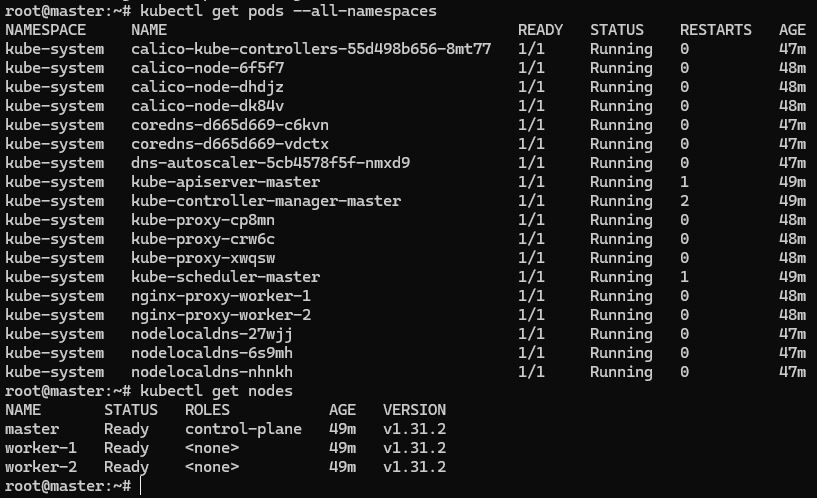 root@master:~# kubectl get pods --all-namespaces
NAMESPACE     NAME                                       READY   STATUS    RESTARTS   AGE
kube-system   calico-kube-controllers-55d498b656-8mt77   1/1     Running   0          47m
kube-system   calico-node-6f5f7                          1/1     Running   0          48m
kube-system   calico-node-dhdjz                          1/1     Running   0          48m
kube-system   calico-node-dk84v                          1/1     Running   0          48m
kube-system   coredns-d665d669-c6kvn                     1/1     Running   0          47m
kube-system   coredns-d665d669-vdctx                     1/1     Running   0          47m
kube-system   dns-autoscaler-5cb4578f5f-nmxd9            1/1     Running   0          47m
kube-system   kube-apiserver-master                      1/1     Running   1          49m
kube-system   kube-controller-manager-master             1/1     Running   2          49m
kube-system   kube-proxy-cp8mn                           1/1     Running   0          48m
kube-system   kube-proxy-crw6c                           1/1     Running   0          48m
kube-system   kube-proxy-xwqsw                           1/1     Running   0          48m
kube-system   kube-scheduler-master                      1/1     Running   1          49m
kube-system   nginx-proxy-worker-1                       1/1     Running   0          48m
kube-system   nginx-proxy-worker-2                       1/1     Running   0          48m
kube-system   nodelocaldns-27wjj                         1/1     Running   0          47m
kube-system   nodelocaldns-6s9mh                         1/1     Running   0          47m
kube-system   nodelocaldns-nhnkh                         1/1     Running   0          47m
root@master:~# kubectl get nodes
NAME       STATUS   ROLES           AGE   VERSION
master     Ready    control-plane   49m   v1.31.2
worker-1   Ready    <none>          49m   v1.31.2
worker-2   Ready    <none>          49m   v1.31.2
root@master:~#